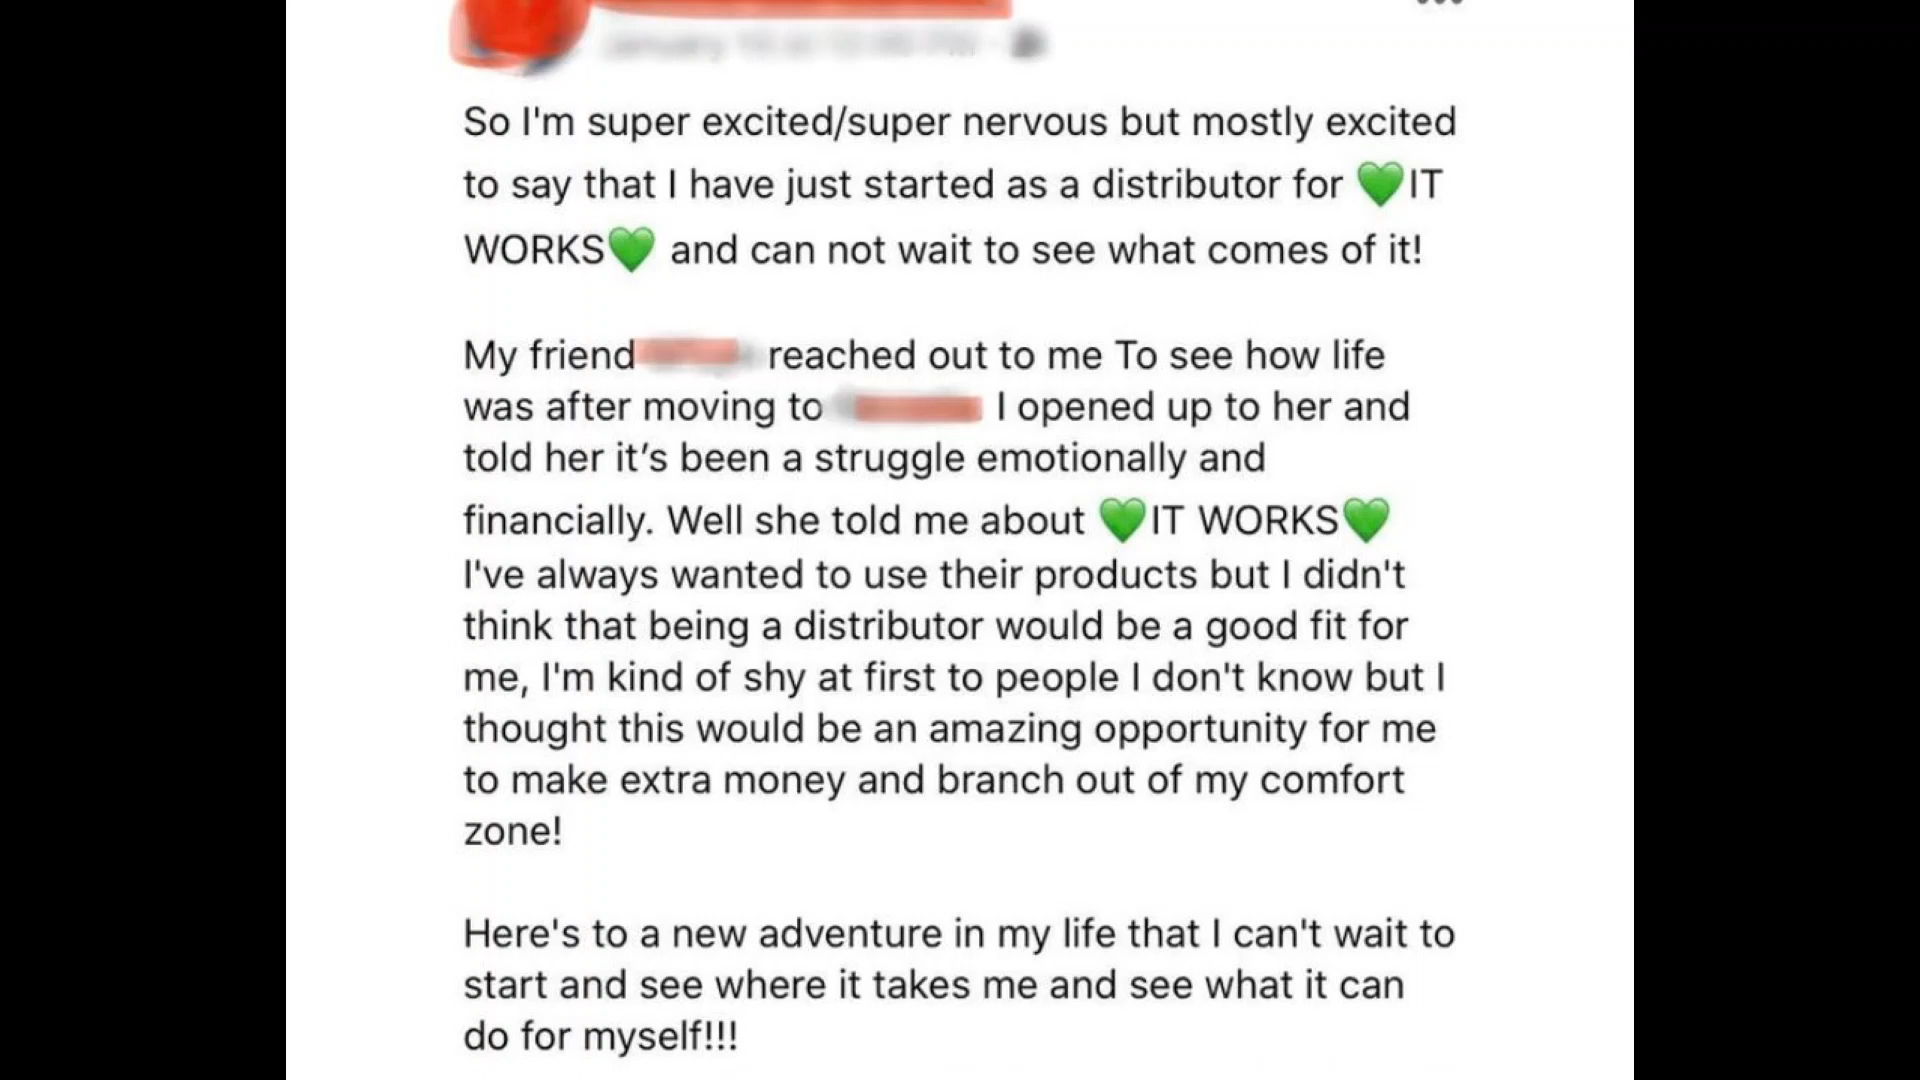 So I'm super excited/super nervous but mostly excited
to say that I have just started as a distributor for 💚IT
WORKS💚 and can not wait to see what comes of it!
My friend reached out to me To see how life
was after moving to I opened up to her and
told her it’s been a struggle emotionally and
financially. Well she told me about 💚IT WORKS💚
I've always wanted to use their products but I didn't
think that being a distributor would be a good fit for
me, I'm kind of shy at first to people I don't know but I
thought this would be an amazing opportunity for me
to make extra money and branch out of my comfort
zone!
Here's to a new adventure in my life that I can't wait to
start and see where it takes me and see what it can
do for myself!!!